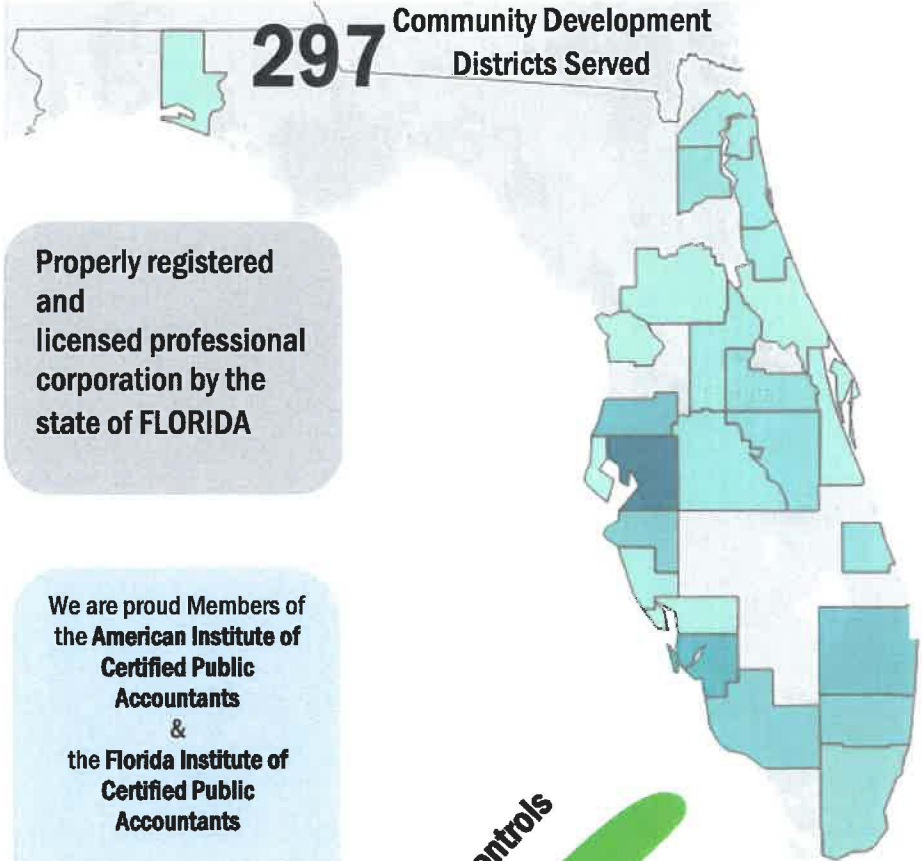 297
Community Development
Districts Served
Properly registered
and
licensed professional
corporation by the
state of FLORIDA
We are proud Members of
the American Institute of
Certified Public
Accountants
&
the Florida Institute of
Certified Public
Accountants